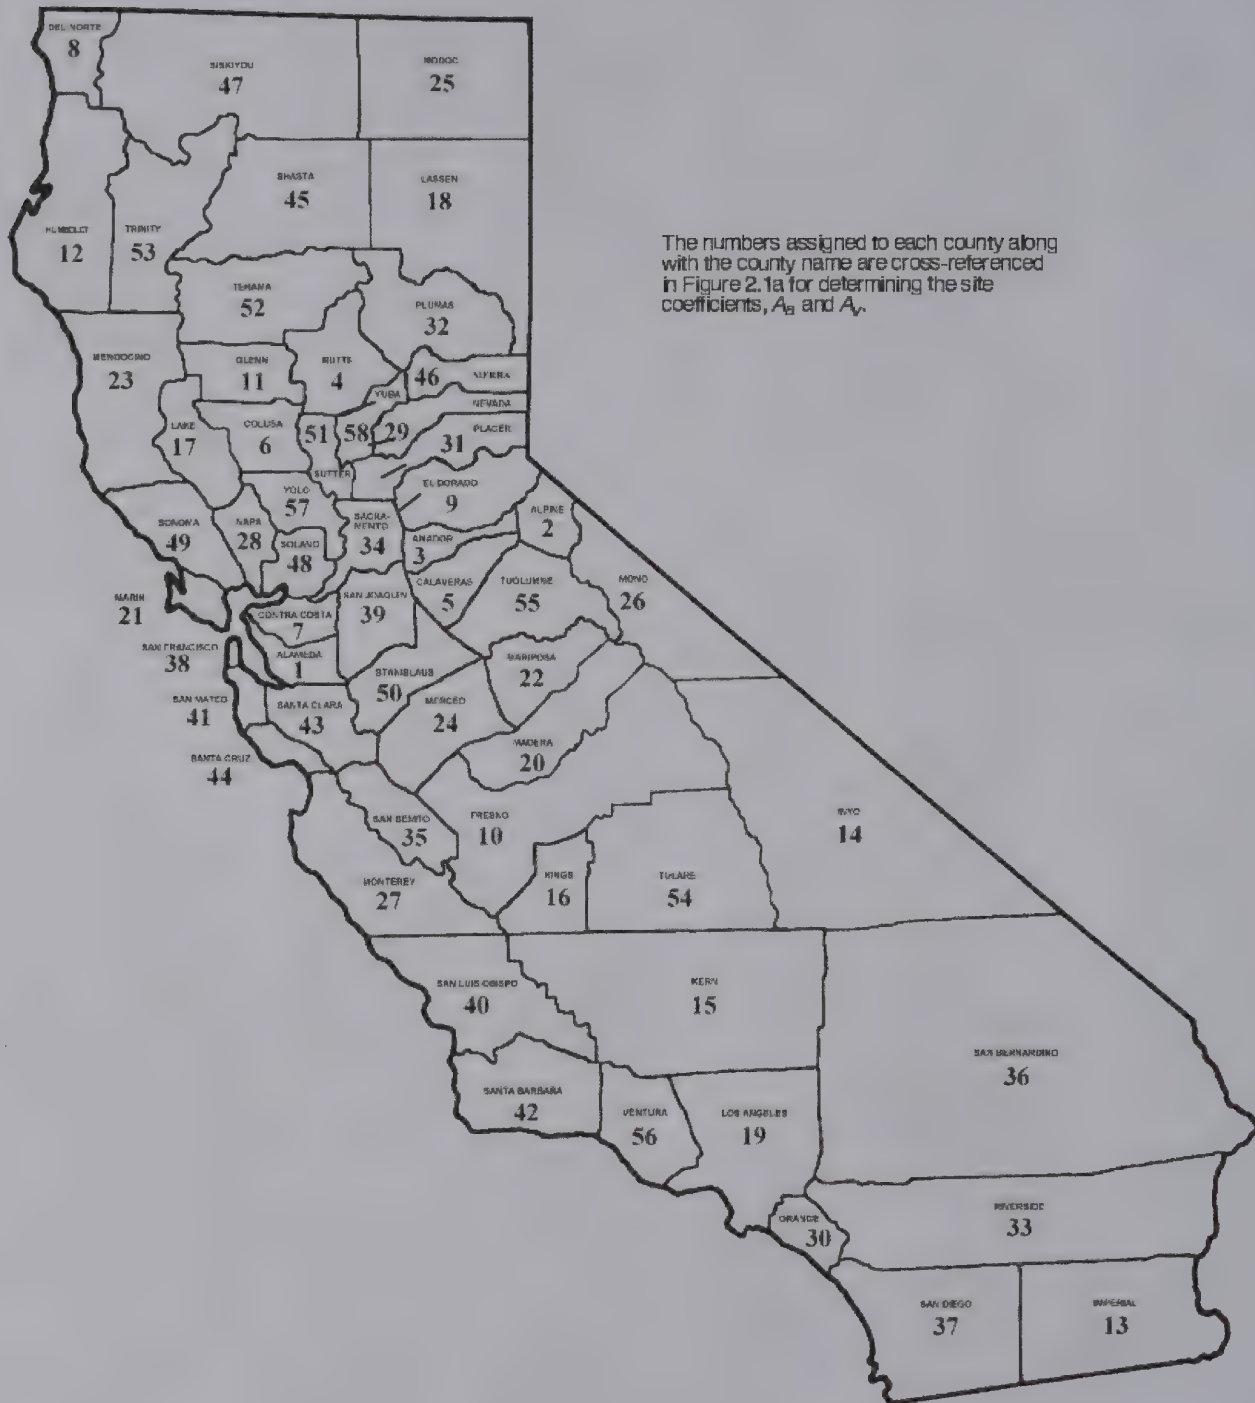 DEL NORTE
8
SISKIYOU
47
MODOC
25
SHASTA
45
LASSEN
18
HUMBOLDT
12
TRINITY
53
The numbers assigned to each county along
with the county name are cross-referenced
in Figure 2.1a for determining the site
coefficients, Aa and Av.
TEHAMA
52
PLUMAS
32
MENDOCINO
23
GLENN
11
BUTTE
4
46
SIERRA
YUBA
NEVADA
LAKE
17
COLUSA
6
51
58
29
PLACER
31
SUTTER
YOLO
57
EL DORADO
9
SONOMA
49
NAPA
28
SOLANO
48
SACRA-
MENTO
34
AMADOR
3
ALPINE
2
MARIN
21
CONTRA COSTA
7
SAN JOAQUIN
39
CALAVERAS
5
TUOLUMNE
55
MONO
26
SAN FRANCISCO
38
ALAMEDA
1
STANISLAUS
50
MARIPOSA
22
SAN MATEO
41
SANTA CLARA
43
MERCED
24
SANTA CRUZ
44
MADERA
20
SAN BENITO
35
FRESNO
10
INYO
14
MONTEREY
27
KINGS
16
TULARE
54
SAN LUIS OBISPO
40
KERN
15
SAN BERNARDINO
36
SANTA BARBARA
42
VENTURA
56
LOS ANGELES
19
ORANGE
30
RIVERSIDE
33
SAN DIEGO
37
IMPERIAL
13